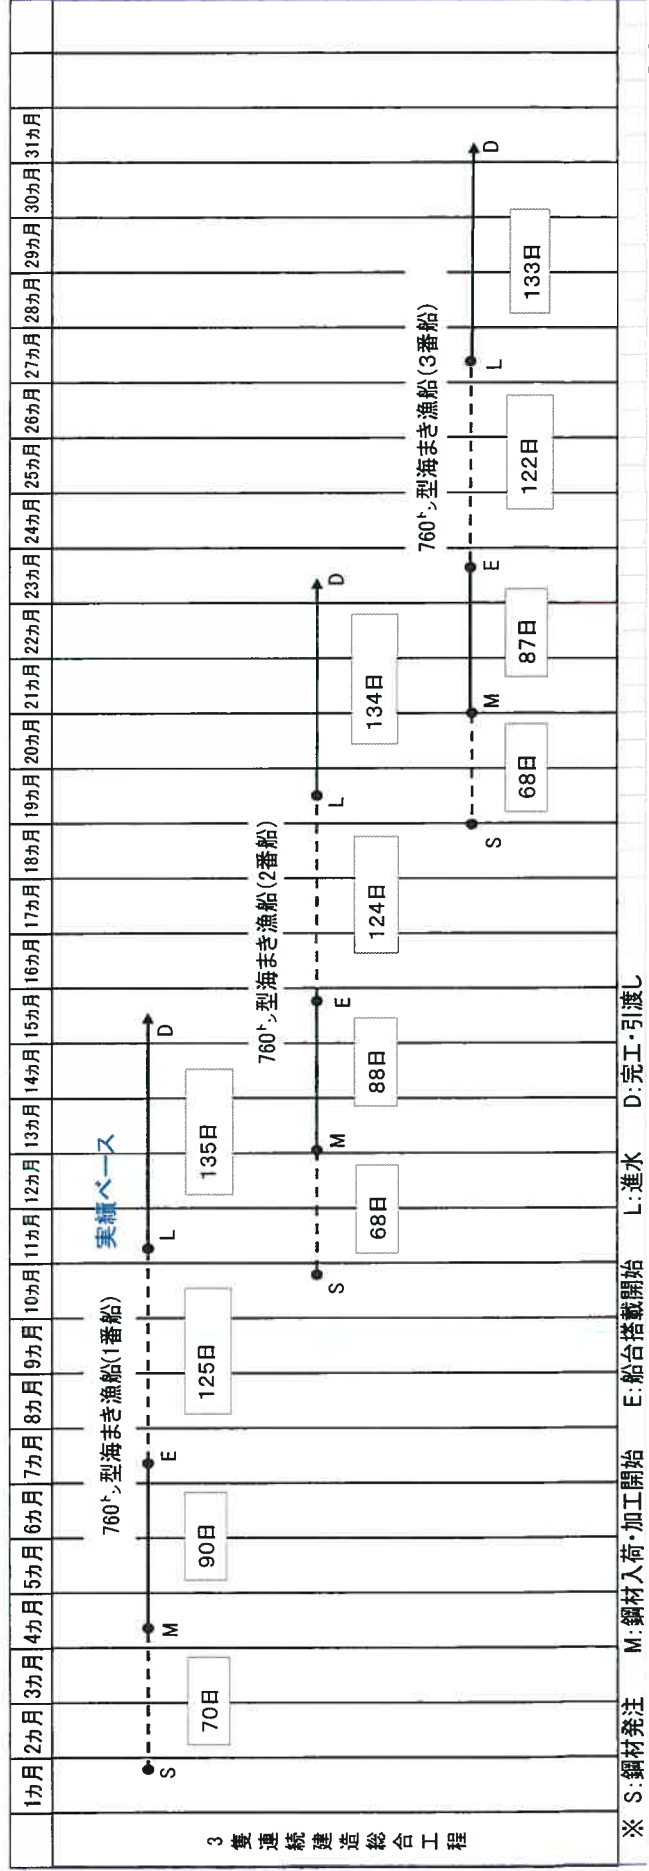 1カ月 2カ月 3カ月 4カ月 5カ月 6カ月 7カ月 8カ月 9カ月 10カ月 11カ月 12カ月 13カ月 14カ月 15カ月 16カ月 17カ月 18カ月 19カ月 20カ月 21カ月 22カ月 23カ月 24カ月 25カ月 26カ月 27カ月 28カ月 29カ月 30カ月 31カ月
3隻連続建造総合工程
760㌧型海まき漁船(1番船) 実績ベース
S M E L D
70日 90日 125日 135日
760㌧型海まき漁船(2番船)
S M E L D
68日 88日 124日 134日
760㌧型海まき漁船(3番船)
S M E L D
68日 87日 122日 133日
※ S:鋼材発注 M:鋼材入荷・加工開始 E:船台搭載開始 L:進水 D:完工・引渡し